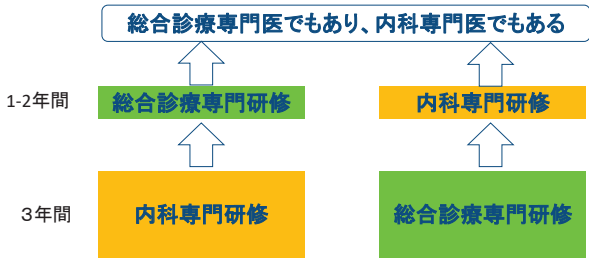 総合診療専門医でもあり、内科専門医でもある
1-2年間
総合診療専門研修
内科専門研修
3年間
内科専門研修
総合診療専門研修